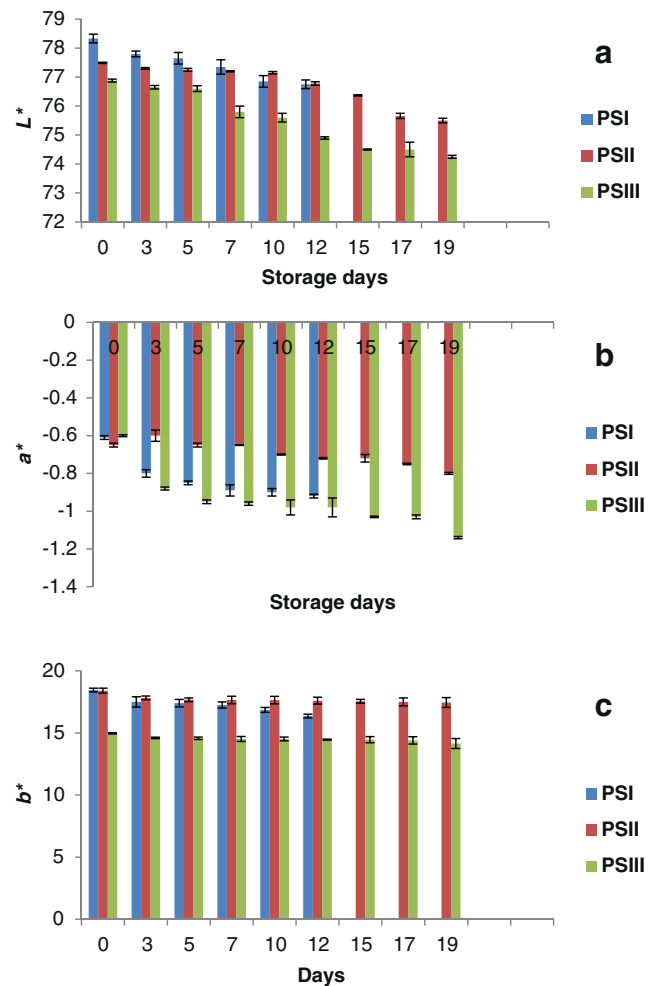 79
78
77
76
75
74
73
72
L*
0 3 5 7 10 12 15 17 19
Storage days
a
PSI
PSII
PSIII
0
-0.2
-0.4
-0.6
-0.8
-1
-1.2
-1.4
a*
0 3 5 7 10 12 15 17 19
Storage days
b
PSI
PSII
PSIII
20
15
10
5
0
b*
0 3 5 7 10 12 15 17 19
Days
c
PSI
PSII
PSIII